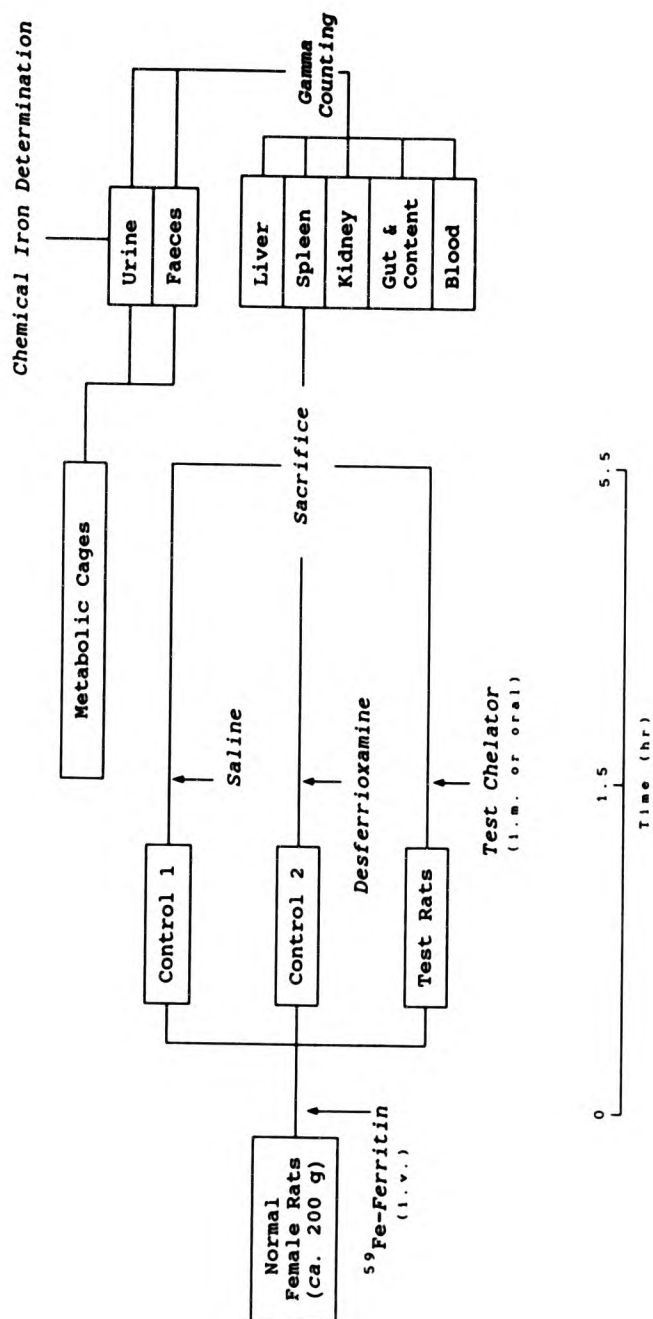 Chemical Iron Determination
Metabolic Cages
Urine
Faeces
Gamma
Counting
Normal
Female Rats
(ca. 200 g)
59Fe-Ferritin
(i.v.)
Control 1
Saline
Control 2
Desferrioxamine
Test Rats
Test Chelator
(i.m. or oral)
Sacrifice
Liver
Spleen
Kidney
Gut &
Content
Blood
0
1.5
5.5
Time (hr)